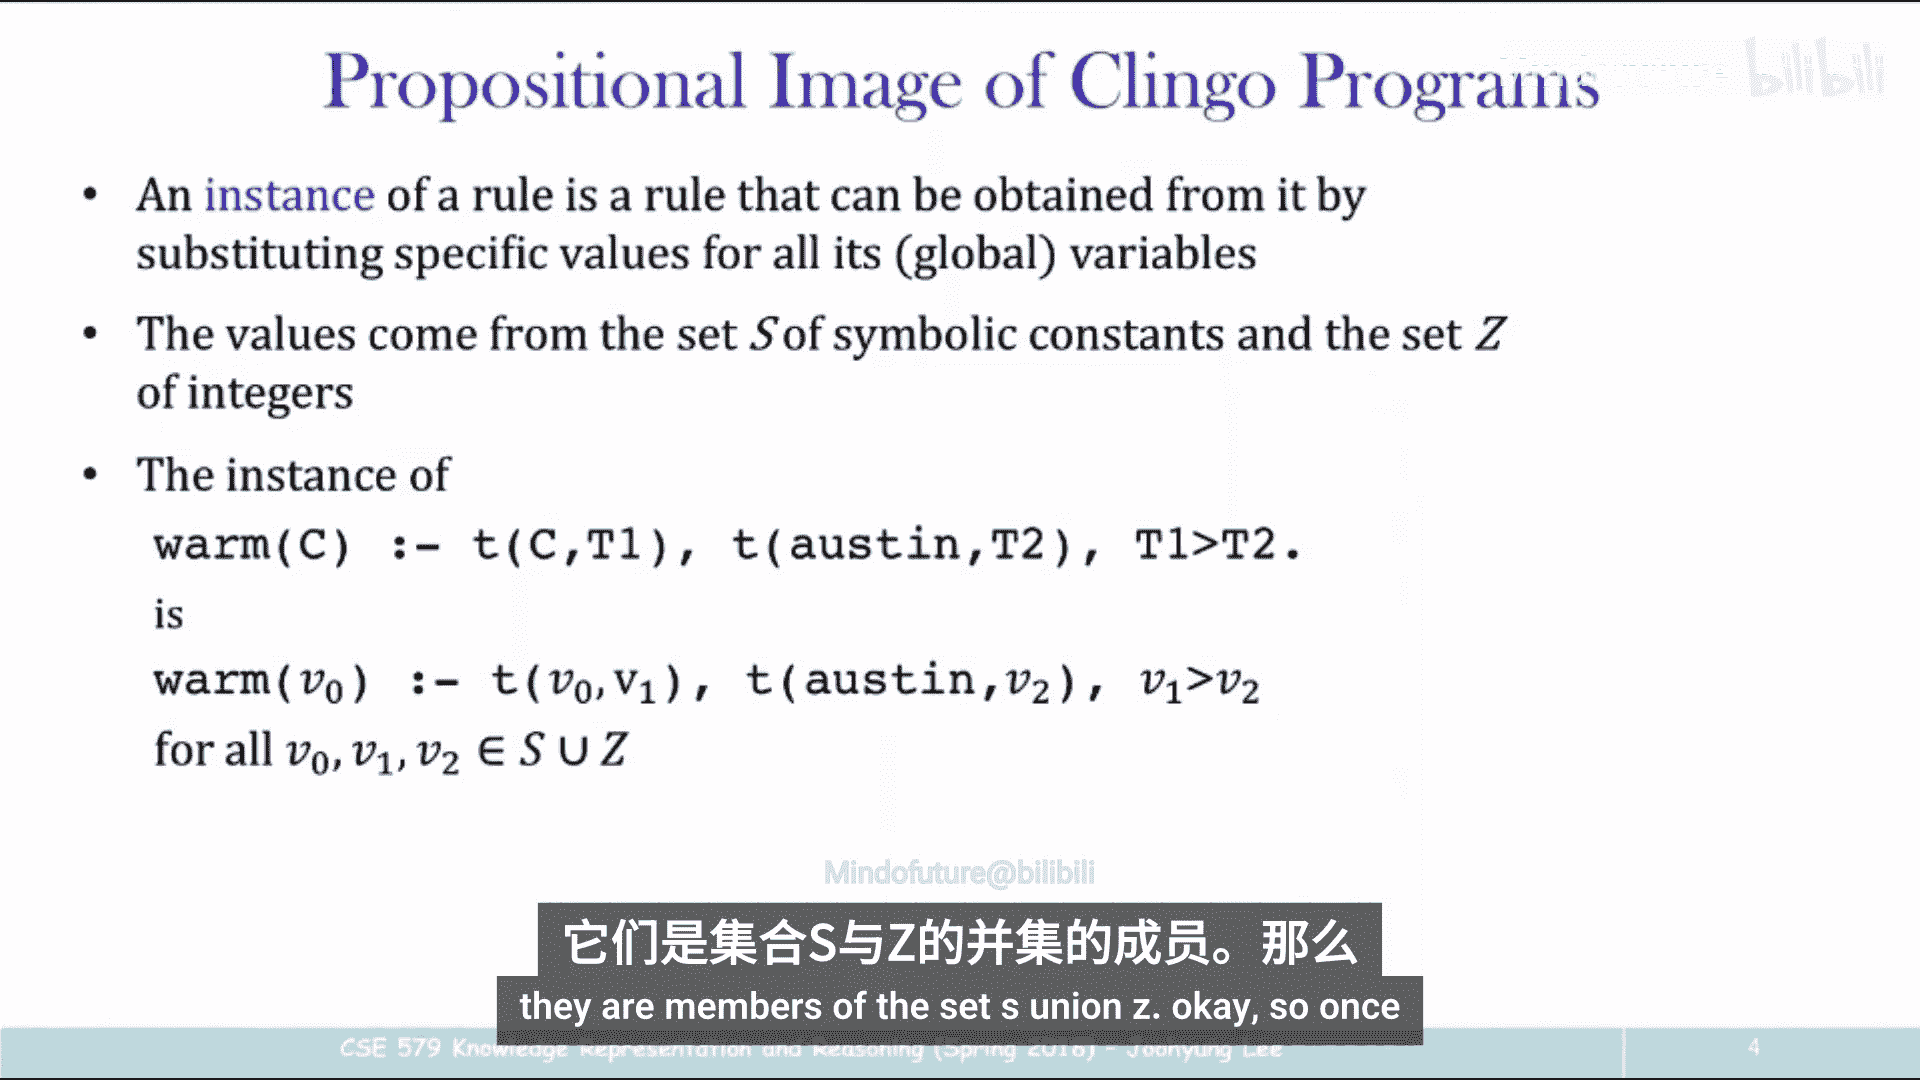 Propositional Image of Clingo Programs
bilibili
• An instance of a rule is a rule that can be obtained from it by
substituting specific values for all its (global) variables
• The values come from the set S of symbolic constants and the set Z
of integers
• The instance of
warm(C) :- t(C,T1), t(austin,T2), T1>T2.
is
warm(v₀) :- t(v₀,v₁), t(austin,v₂), v₁>v₂
for all v₀, v₁, v₂ ∈ S ∪ Z
Mindofuture@bilibili
它们是集合S与Z的并集的成员。那么
they are members of the set s union z. okay, so once
CSE 579 Knowledge Representation and Reasoning (Spring 2018) - Joohyung Lee
4